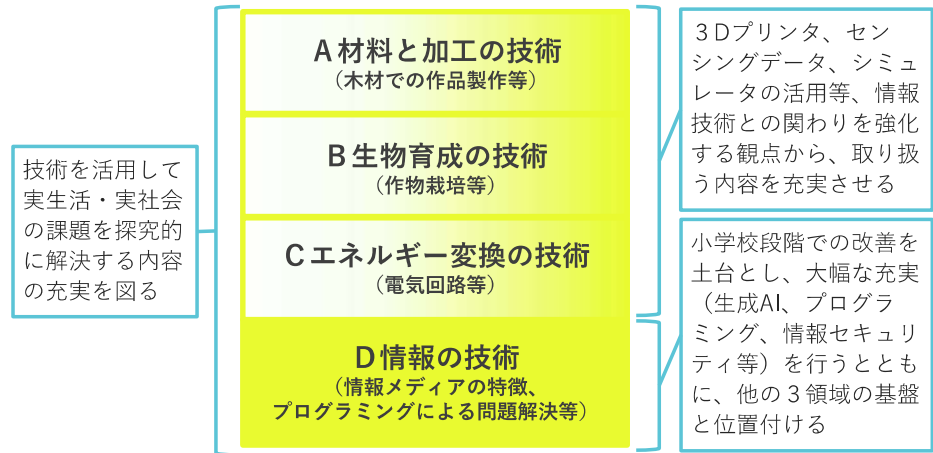 技術を活用して
実生活・実社会
の課題を探究的
に解決する内容
の充実を図る
A材料と加工の技術
（木材での作品製作等）
B生物育成の技術
（作物栽培等）
Cエネルギー変換の技術
（電気回路等）
D情報の技術
（情報メディアの特徴、
プログラミングによる問題解決等）
３Dプリンタ、セン
シングデータ、シミュ
レータの活用等、情報
技術との関わりを強化
する観点から、取り扱
う内容を充実させる
小学校段階での改善を
土台とし、大幅な充実
（生成AI、プログラ
ミング、情報セキュリ
ティ等）を行うととも
に、他の３領域の基盤
と位置付ける